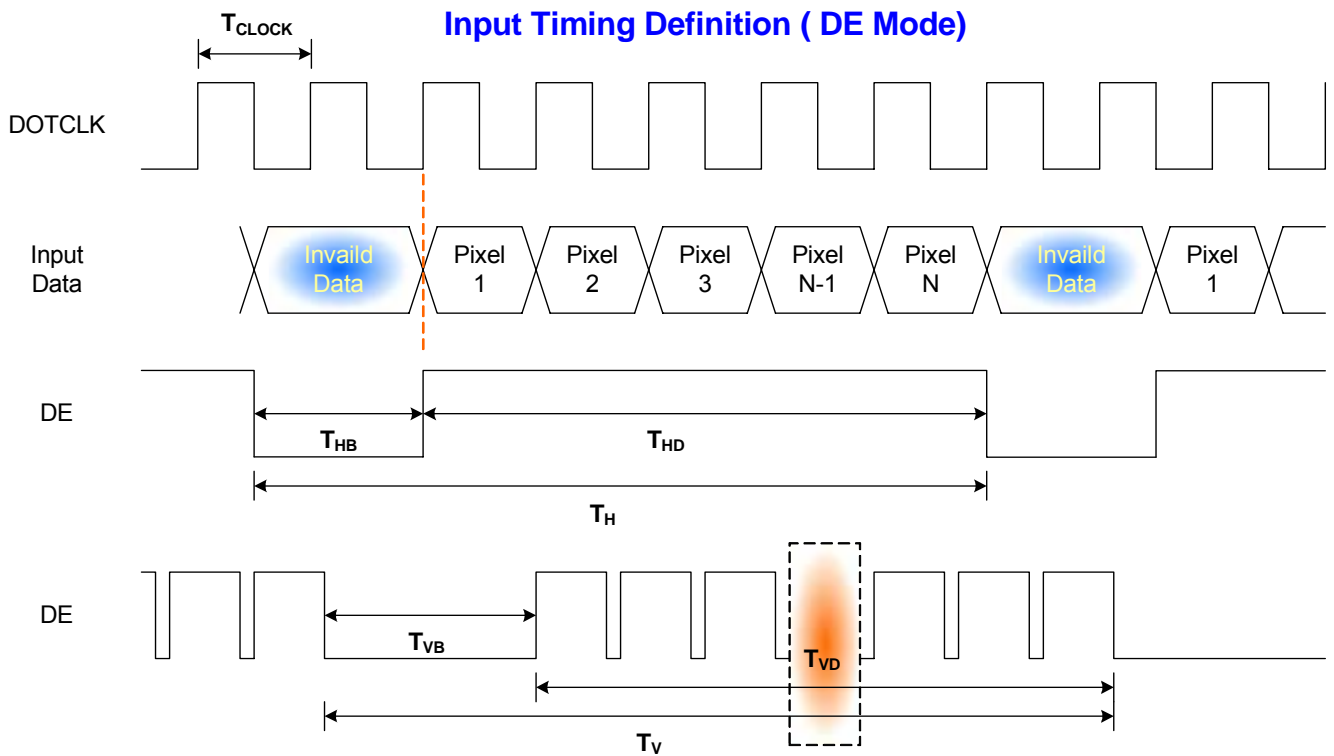 Input Timing Definition ( DE Mode)
TCLOCK
DOTCLK
Input
Data
Invaild
Data
Pixel
1
Pixel
2
Pixel
3
Pixel
N-1
Pixel
N
Invaild
Data
Pixel
1
DE
THB
THD
TH
DE
TVB
TVD
TV